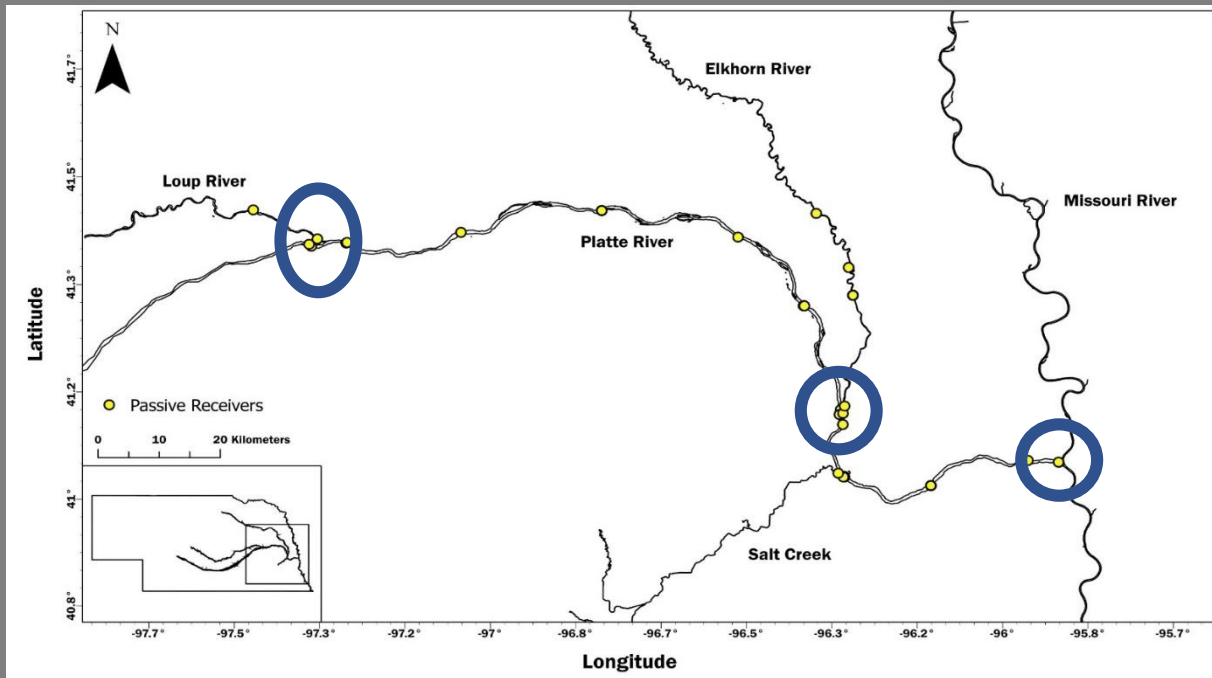 N
Elkhorn River
Loup River
Missouri River
Platte River
Passive Receivers
0 10 20 Kilometers
Salt Creek
Latitude
41.7°
41.5°
41.3°
41.2°
41°
40.8°
-97.7° -97.5° -97.3° -97.2° -97° -96.8° -96.7° -96.5° -96.3° -96.2° -96° -95.8° -95.7°
Longitude